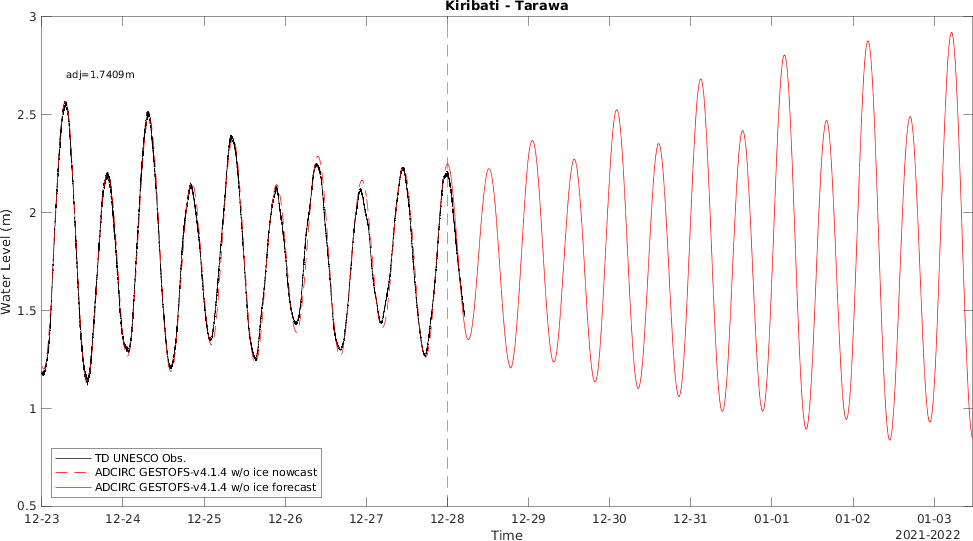 Kiribati - Tarawa
3
adj=1.7409m
2.5
2
Water Level (m)
1.5
1
TD UNESCO Obs.
ADCIRC GESTOFS-v4.1.4 w/o ice nowcast
ADCIRC GESTOFS-v4.1.4 w/o ice forecast
0.5
12-23 12-24 12-25 12-26 12-27 12-28 12-29 12-30 12-31 01-01 01-02 01-03
Time
2021-2022